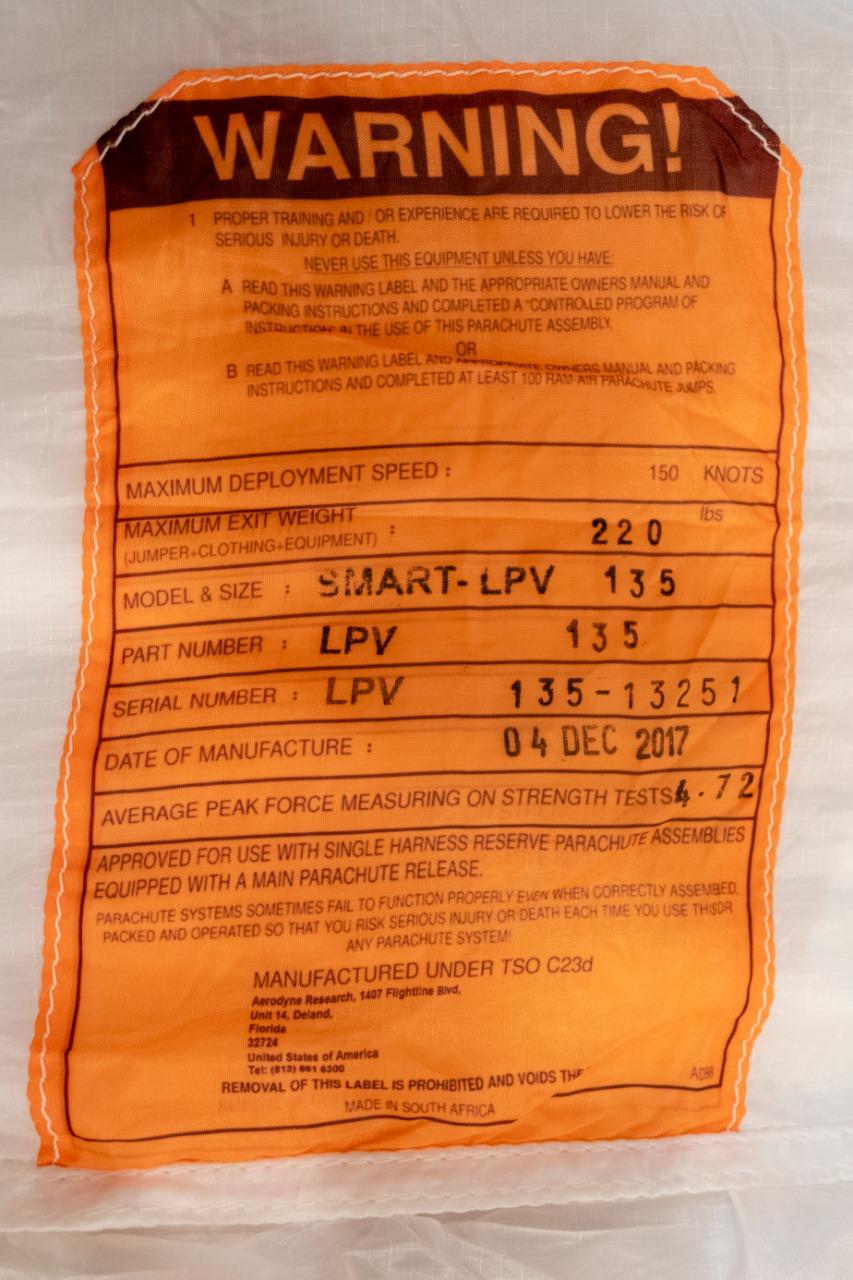 WARNING!
1 PROPER TRAINING AND / OR EXPERIENCE ARE REQUIRED TO LOWER THE RISK OF
SERIOUS INJURY OR DEATH.
NEVER USE THIS EQUIPMENT UNLESS YOU HAVE:
A READ THIS WARNING LABEL AND THE APPROPRIATE OWNERS MANUAL AND
PACKING INSTRUCTIONS AND COMPLETED A "CONTROLLED PROGRAM OF
INSTRUCTION" IN THE USE OF THIS PARACHUTE ASSEMBLY.
OR
B READ THIS WARNING LABEL AND APPROPRIATE OWNERS MANUAL AND PACKING
INSTRUCTIONS AND COMPLETED AT LEAST 100 RAM-AIR PARACHUTE JUMPS.
MAXIMUM DEPLOYMENT SPEED : 150 KNOTS
MAXIMUM EXIT WEIGHT : 220 lbs
(JUMPER+CLOTHING+EQUIPMENT)
MODEL & SIZE : SMART-LPV 135
PART NUMBER : LPV 135
SERIAL NUMBER : LPV 135-13251
DATE OF MANUFACTURE : 04 DEC 2017
AVERAGE PEAK FORCE MEASURING ON STRENGTH TESTS 4.72
APPROVED FOR USE WITH SINGLE HARNESS RESERVE PARACHUTE ASSEMBLIES
EQUIPPED WITH A MAIN PARACHUTE RELEASE.
PARACHUTE SYSTEMS SOMETIMES FAIL TO FUNCTION PROPERLY EVEN WHEN CORRECTLY ASSEMBLED,
PACKED AND OPERATED SO THAT YOU RISK SERIOUS INJURY OR DEATH EACH TIME YOU USE THIS OR
ANY PARACHUTE SYSTEM!
MANUFACTURED UNDER TSO C23d
Aerodyne Research, 1407 Flightline Blvd,
Unit 14, Deland,
Florida
32724
United States of America
Tel: (813) 891 6300
REMOVAL OF THIS LABEL IS PROHIBITED AND VOIDS THE
MADE IN SOUTH AFRICA